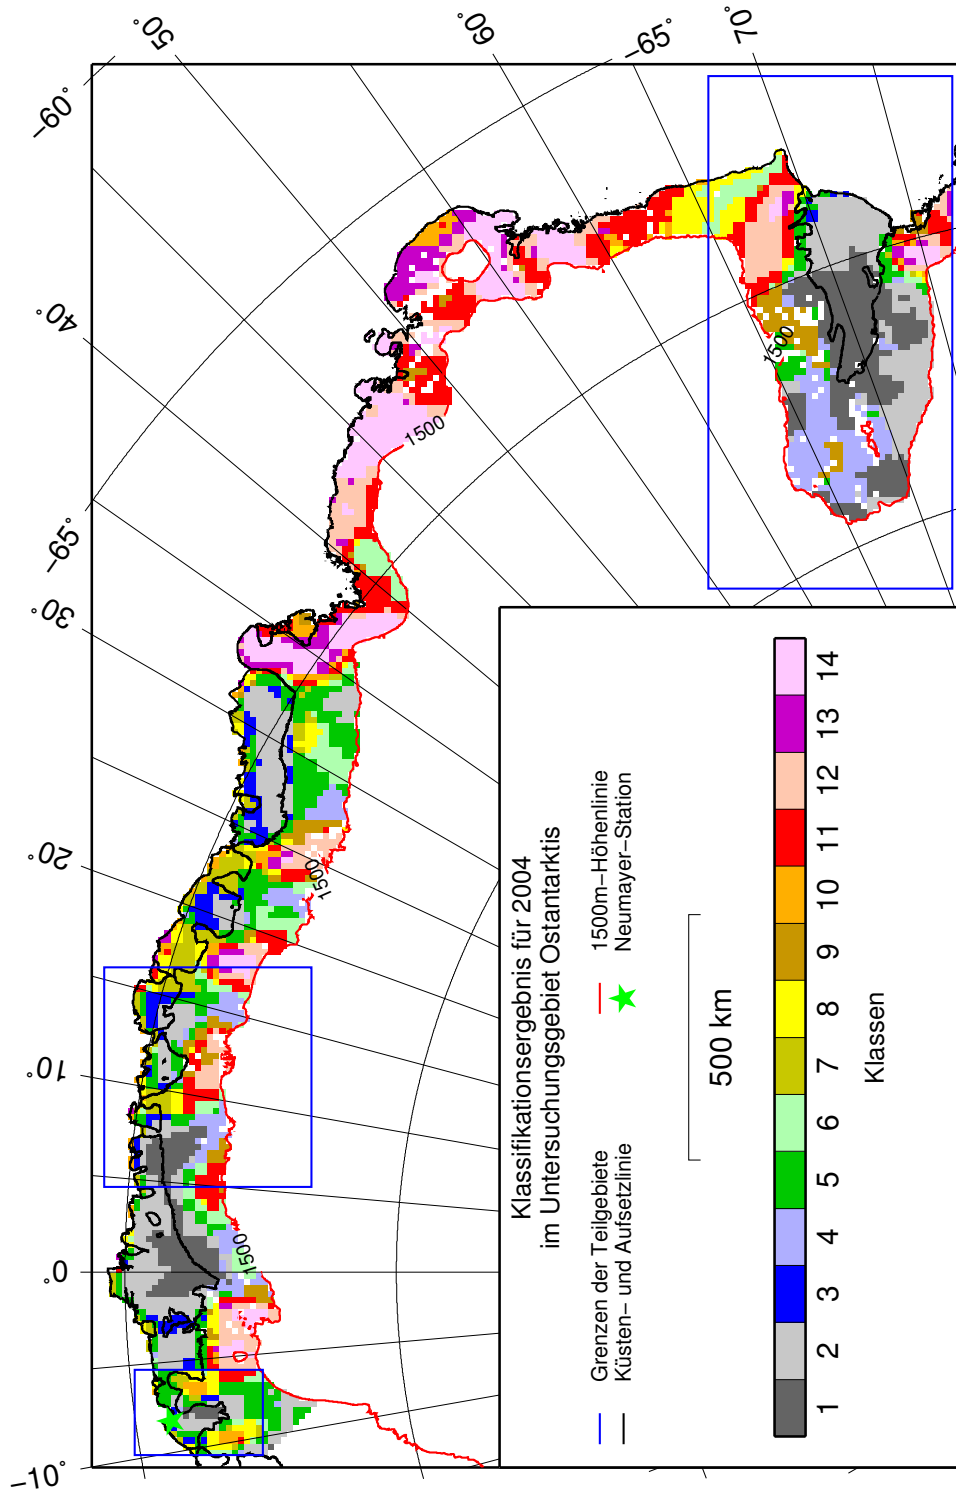 −10°
0°
10°
20°
30°
−65°
40°
−60°
50°
60°
−65°
70°
1500
1500
1500
1500
Klassifikationsergebnis für 2004
im Untersuchungsgebiet Ostantarktis
Grenzen der Teilgebiete
Küsten− und Aufsetzlinie
1500m−Höhenlinie
Neumayer−Station
500 km
1 2 3 4 5 6 7 8 9 10 11 12 13 14
Klassen